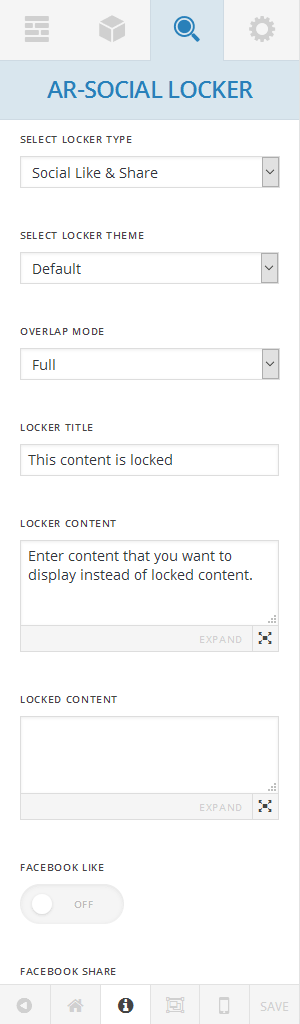 AR-SOCIAL LOCKER
SELECT LOCKER TYPE
Social Like & Share
SELECT LOCKER THEME
Default
OVERLAP MODE
Full
LOCKER TITLE
This content is locked
LOCKER CONTENT
Enter content that you want to
display instead of locked content.
EXPAND
LOCKED CONTENT
EXPAND
FACEBOOK LIKE
OFF
FACEBOOK SHARE
SAVE